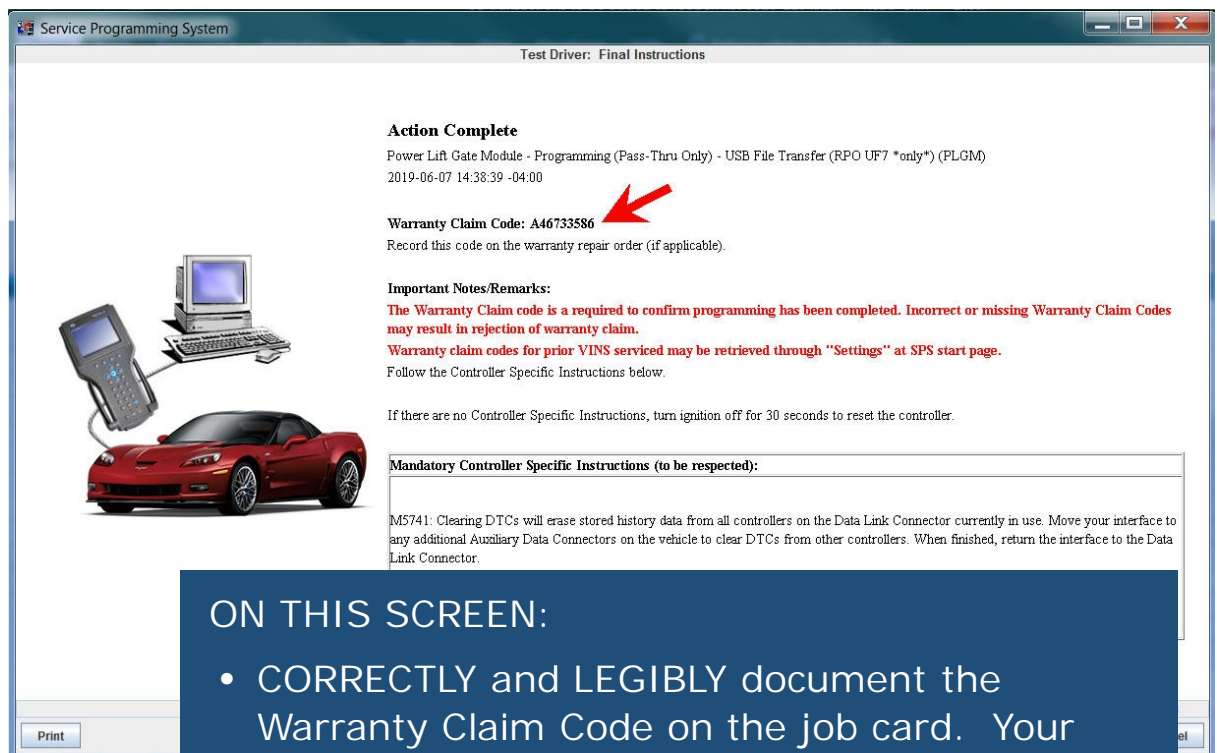 Service Programming System
Test Driver: Final Instructions
Action Complete
Power Lift Gate Module - Programming (Pass-Thru Only) - USB File Transfer (RPO UF7 *only*) (PLGM)
2019-06-07 14:38:39 -04:00
Warranty Claim Code: A46733586
Record this code on the warranty repair order (if applicable).
Important Notes/Remarks:
The Warranty Claim code is a required to confirm programming has been completed. Incorrect or missing Warranty Claim Codes
may result in rejection of warranty claim.
Warranty claim codes for prior VINS serviced may be retrieved through "Settings" at SPS start page.
Follow the Controller Specific Instructions below.
If there are no Controller Specific Instructions, turn ignition off for 30 seconds to reset the controller.
Mandatory Controller Specific Instructions (to be respected):
M5741: Clearing DTCs will erase stored history data from all controllers on the Data Link Connector currently in use. Move your interface to
any additional Auxiliary Data Connectors on the vehicle to clear DTCs from other controllers. When finished, return the interface to the Data
Link Connector.
ON THIS SCREEN:
• CORRECTLY and LEGIBLY document the
Warranty Claim Code on the job card. Your
Print
el